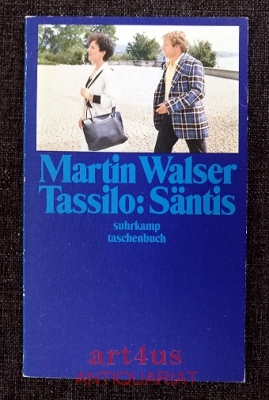 Martin Walser
Tassilo: Säntis
suhrkamp
taschenbuch
art4us
ANTIQUARIAT